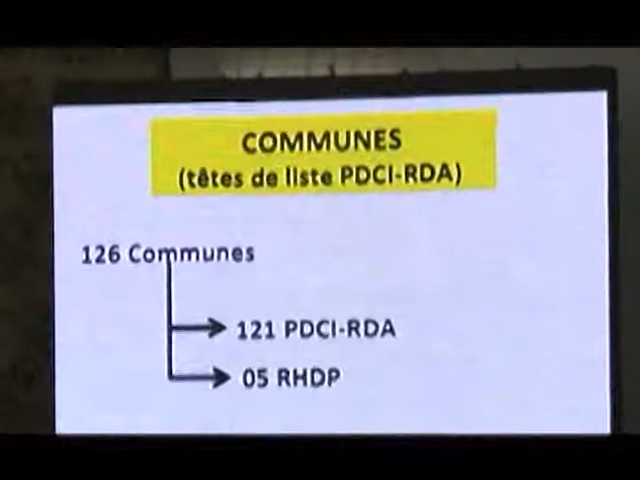 COMMUNES
(têtes de liste PDCI-RDA)
126 Communes
121 PDCI-RDA
05 RHDP